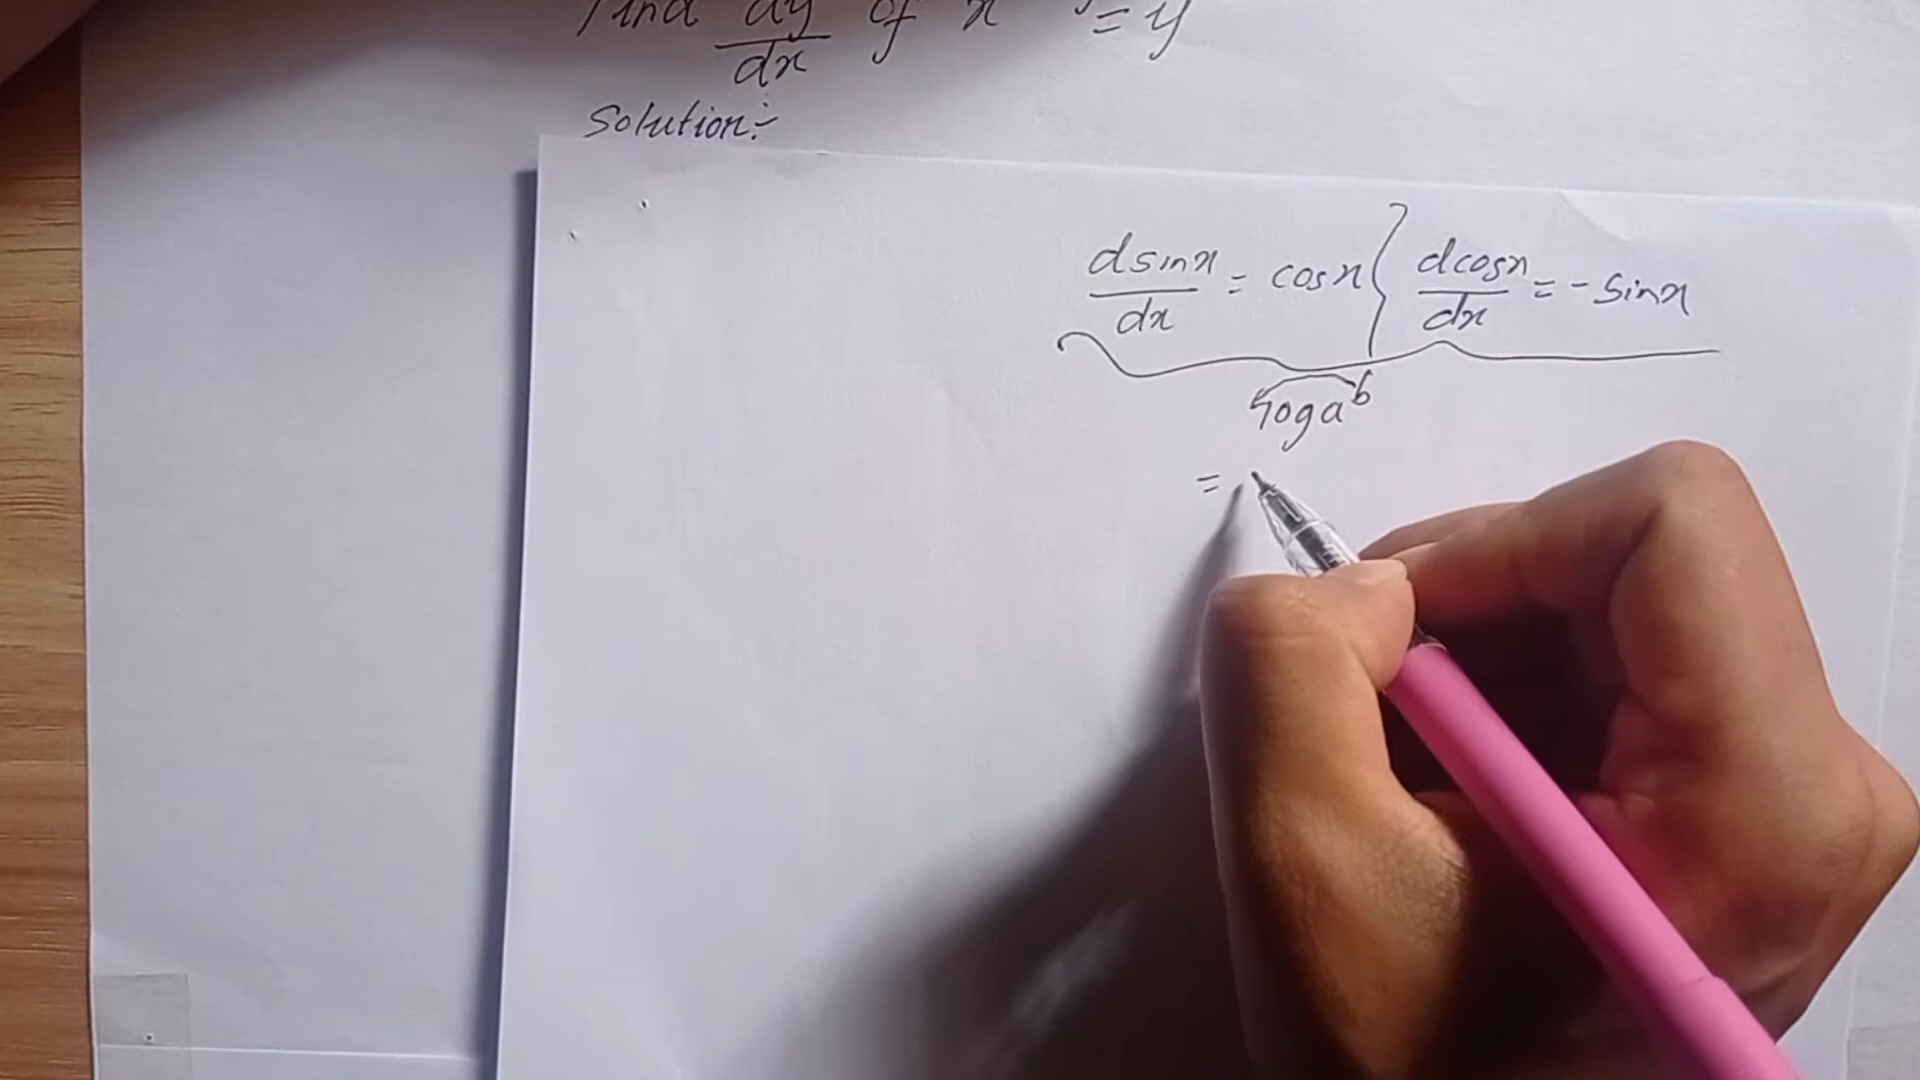 Find dy/dx of x = y
Solution:-
dsinx/dx = cosx } dcosx/dx = -sinx
loga^b
=